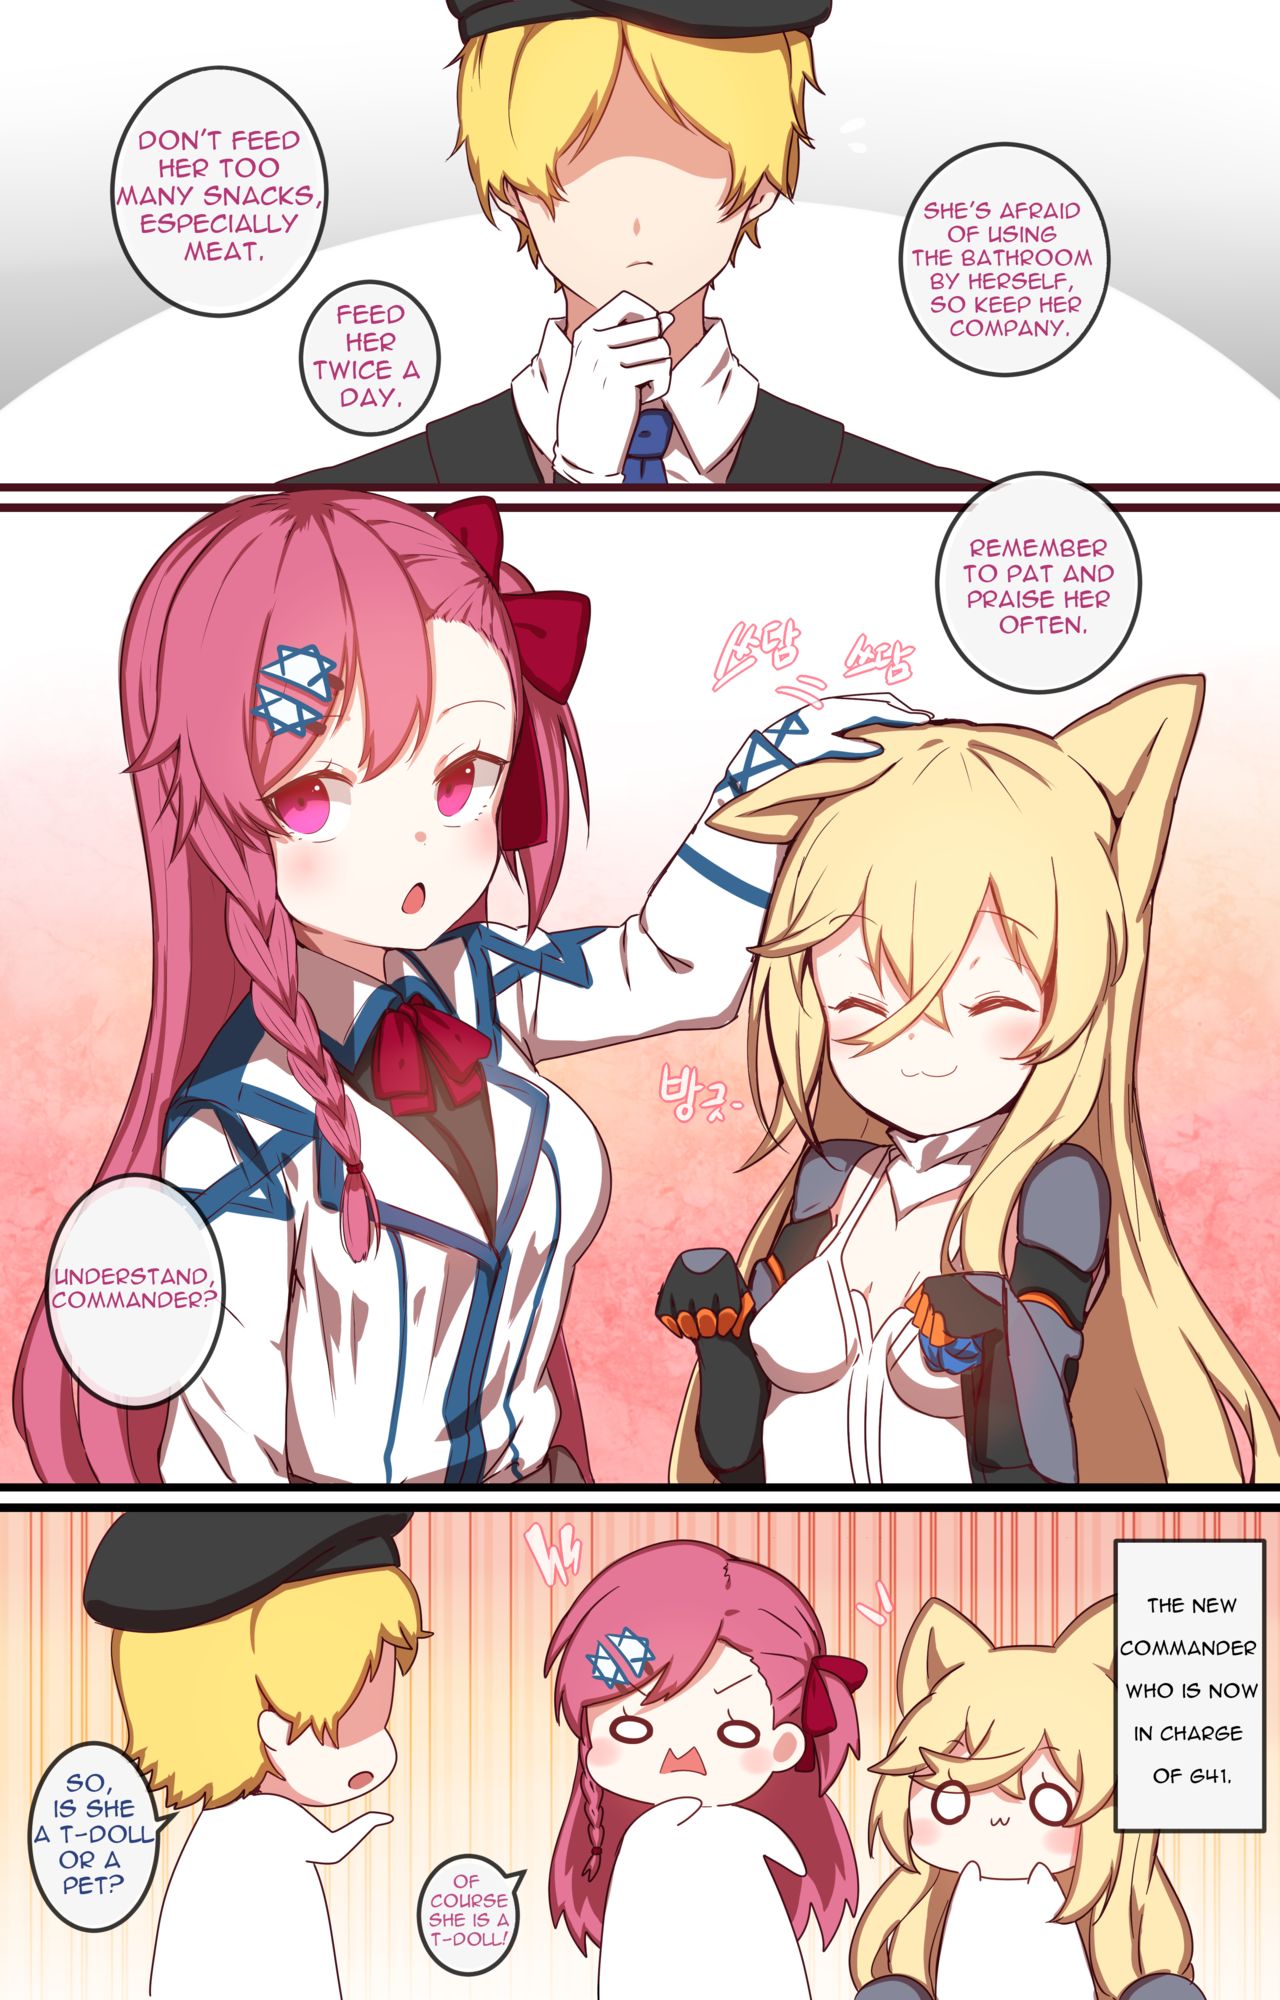 DON'T FEED
HER TOO
MANY SNACKS,
ESPECIALLY
MEAT.
FEED
HER
TWICE A
DAY.
SHE'S AFRAID
OF USING
THE BATHROOM
BY HERSELF,
SO KEEP HER
COMPANY.
REMEMBER
TO PAT AND
PRAISE HER
OFTEN.
쓰담
쓰담
방긋.
UNDERSTAND,
COMMANDER?
THE NEW
COMMANDER
WHO IS NOW
IN CHARGE
OF G41.
SO,
IS SHE
A T-DOLL
OR A
PET?
OF
COURSE
SHE IS A
T-DOLL!